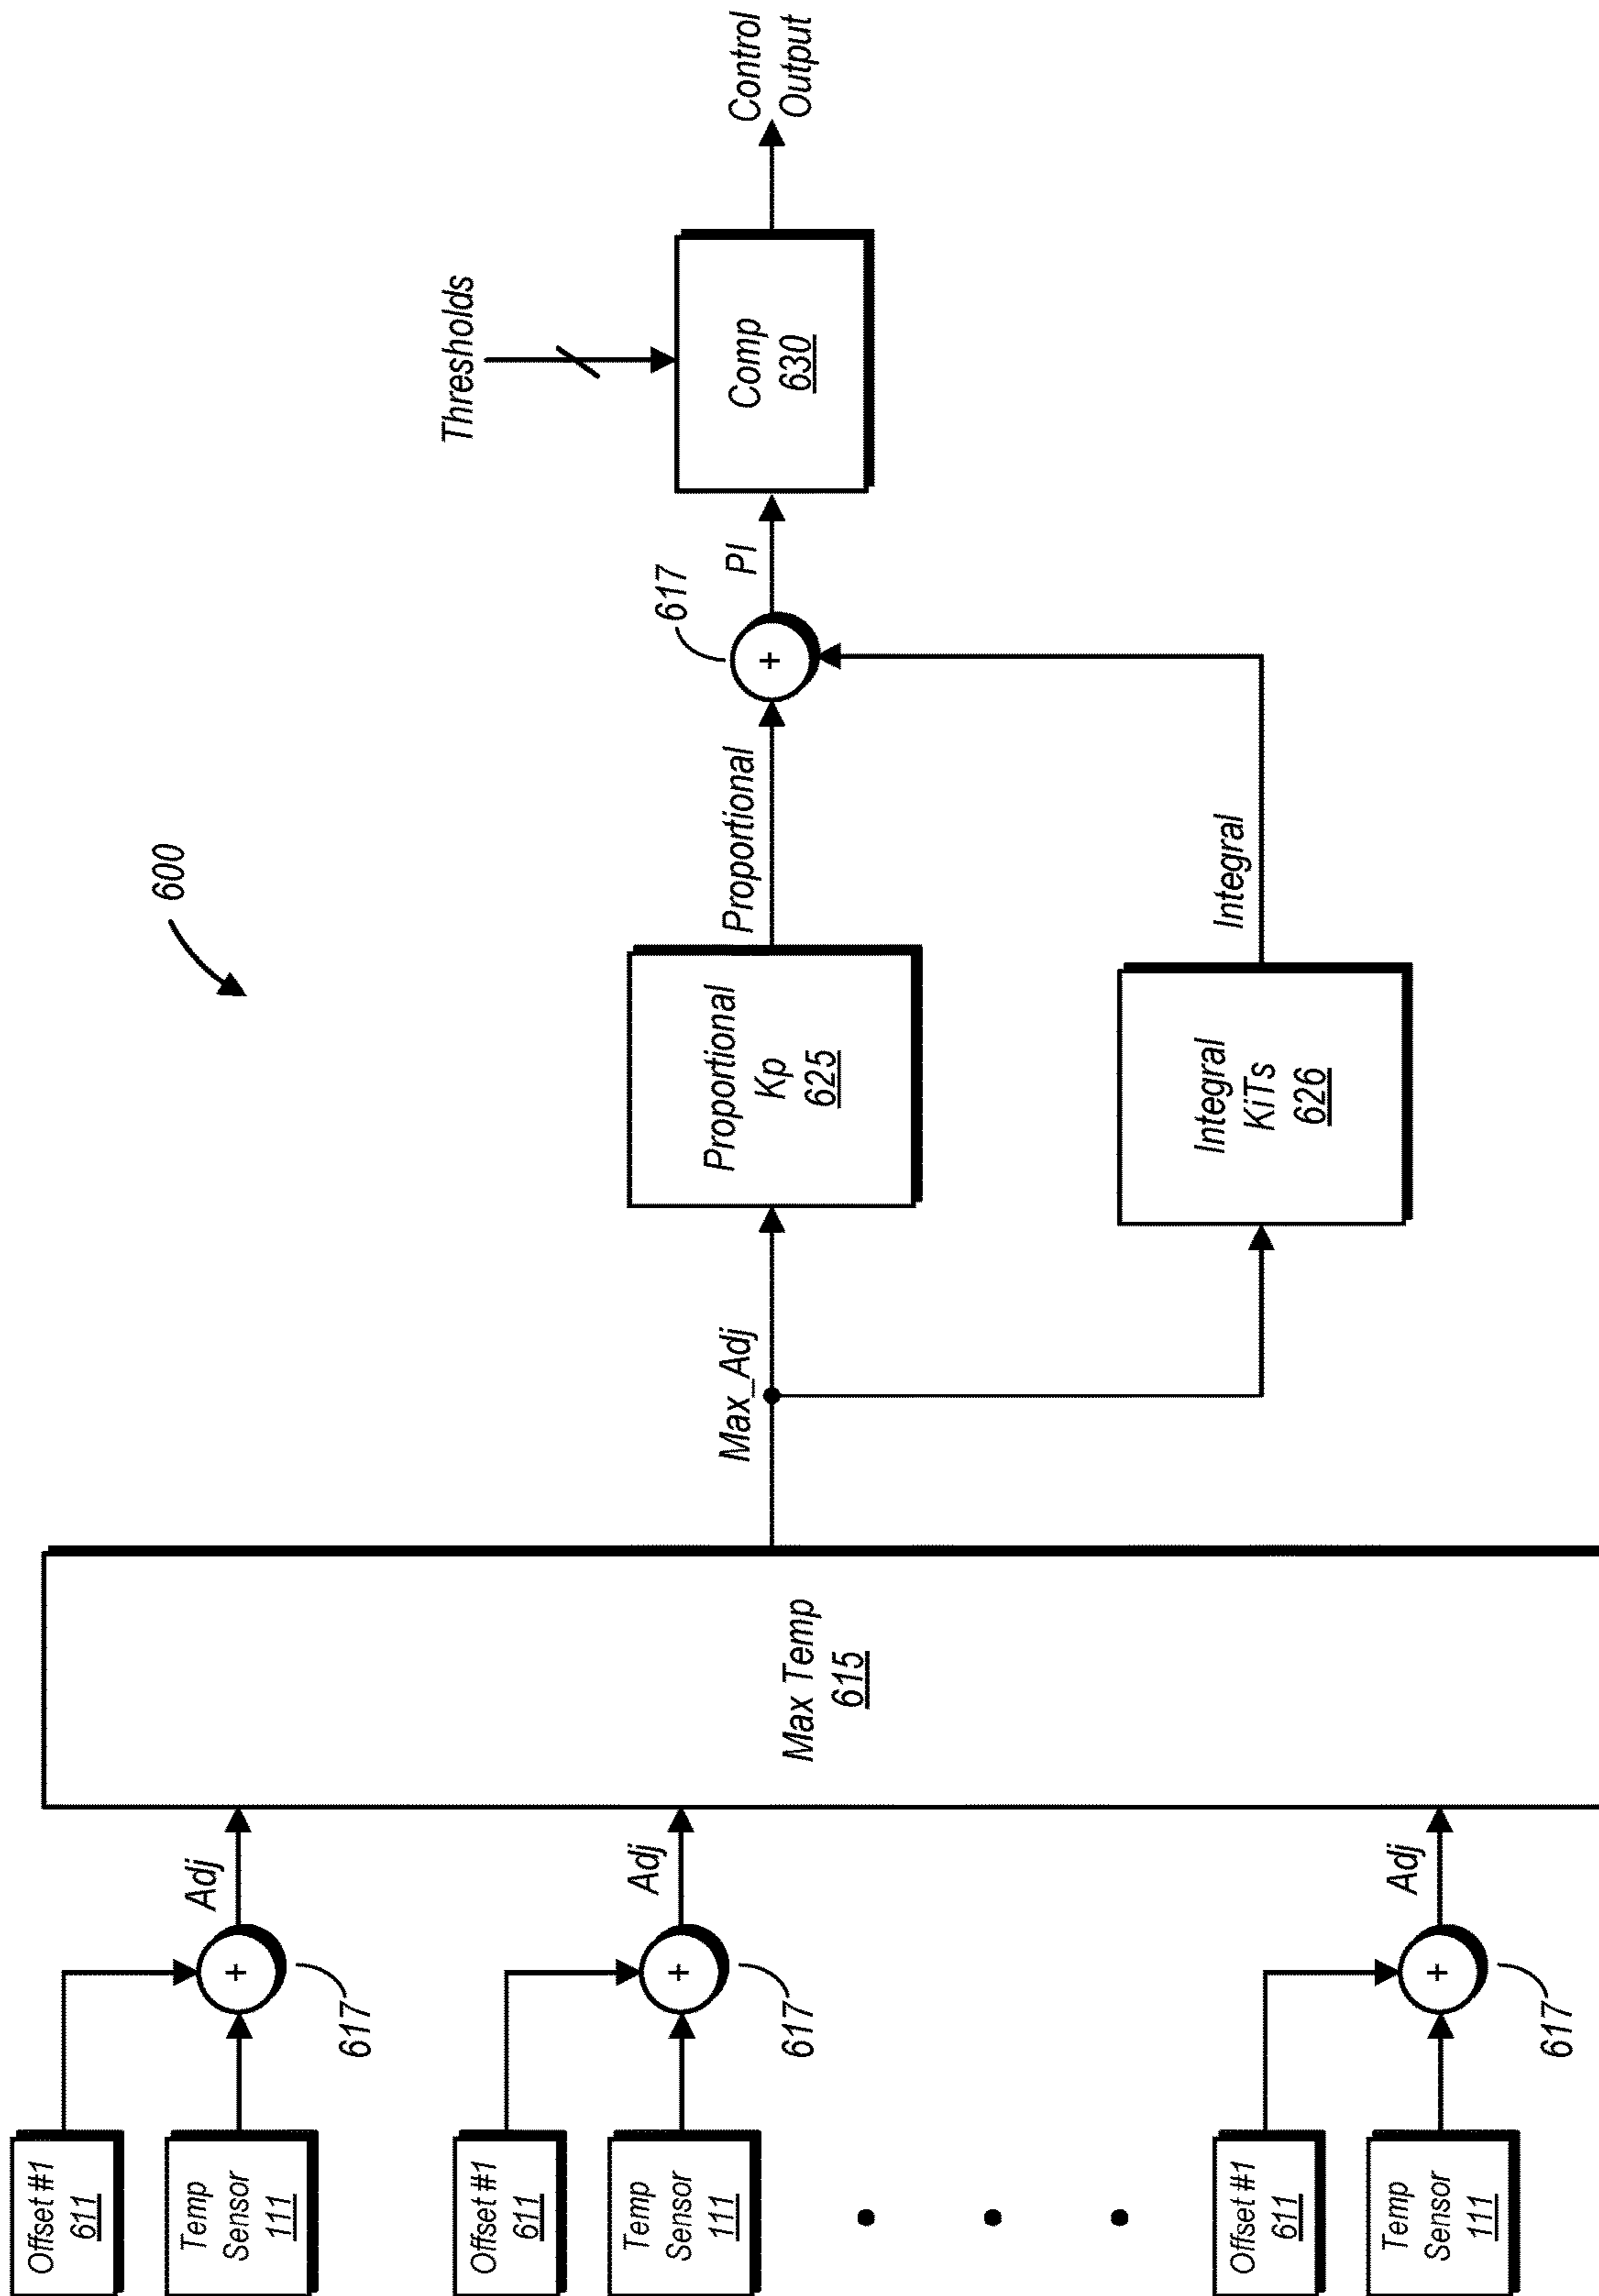 600
Offset #1
611
Temp
Sensor
111
+
617
Adj
Offset #1
611
Temp
Sensor
111
+
617
Adj
Offset #1
611
Temp
Sensor
111
+
617
Adj
Max Temp
615
Max_Adj
Proportional
Kp
625
Proportional
Integral
KiTs
626
Integral
617
+
PI
Thresholds
Comp
630
Control
Output